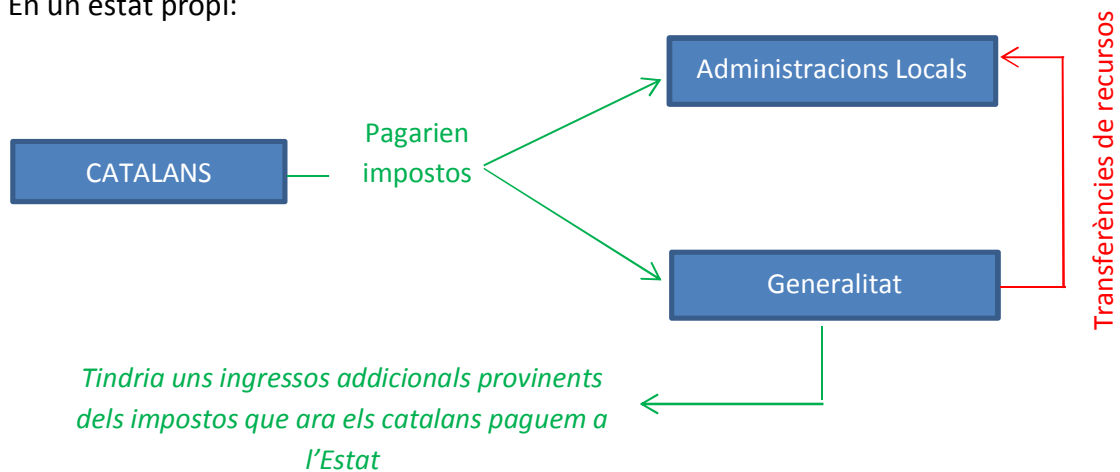 En un estat propi:
Administracions Locals
Pagarien
impostos
CATALANS
Generalitat
Transferències de recursos
Tindria uns ingressos addicionals provinents
dels impostos que ara els catalans paguem a
l’Estat